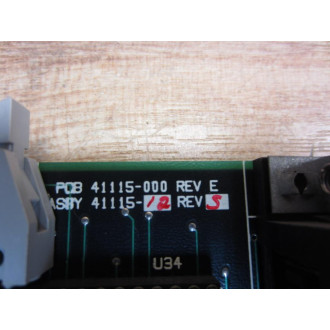 PCB 41115-000 REV E
ASSY 41115-12 REV S
U34